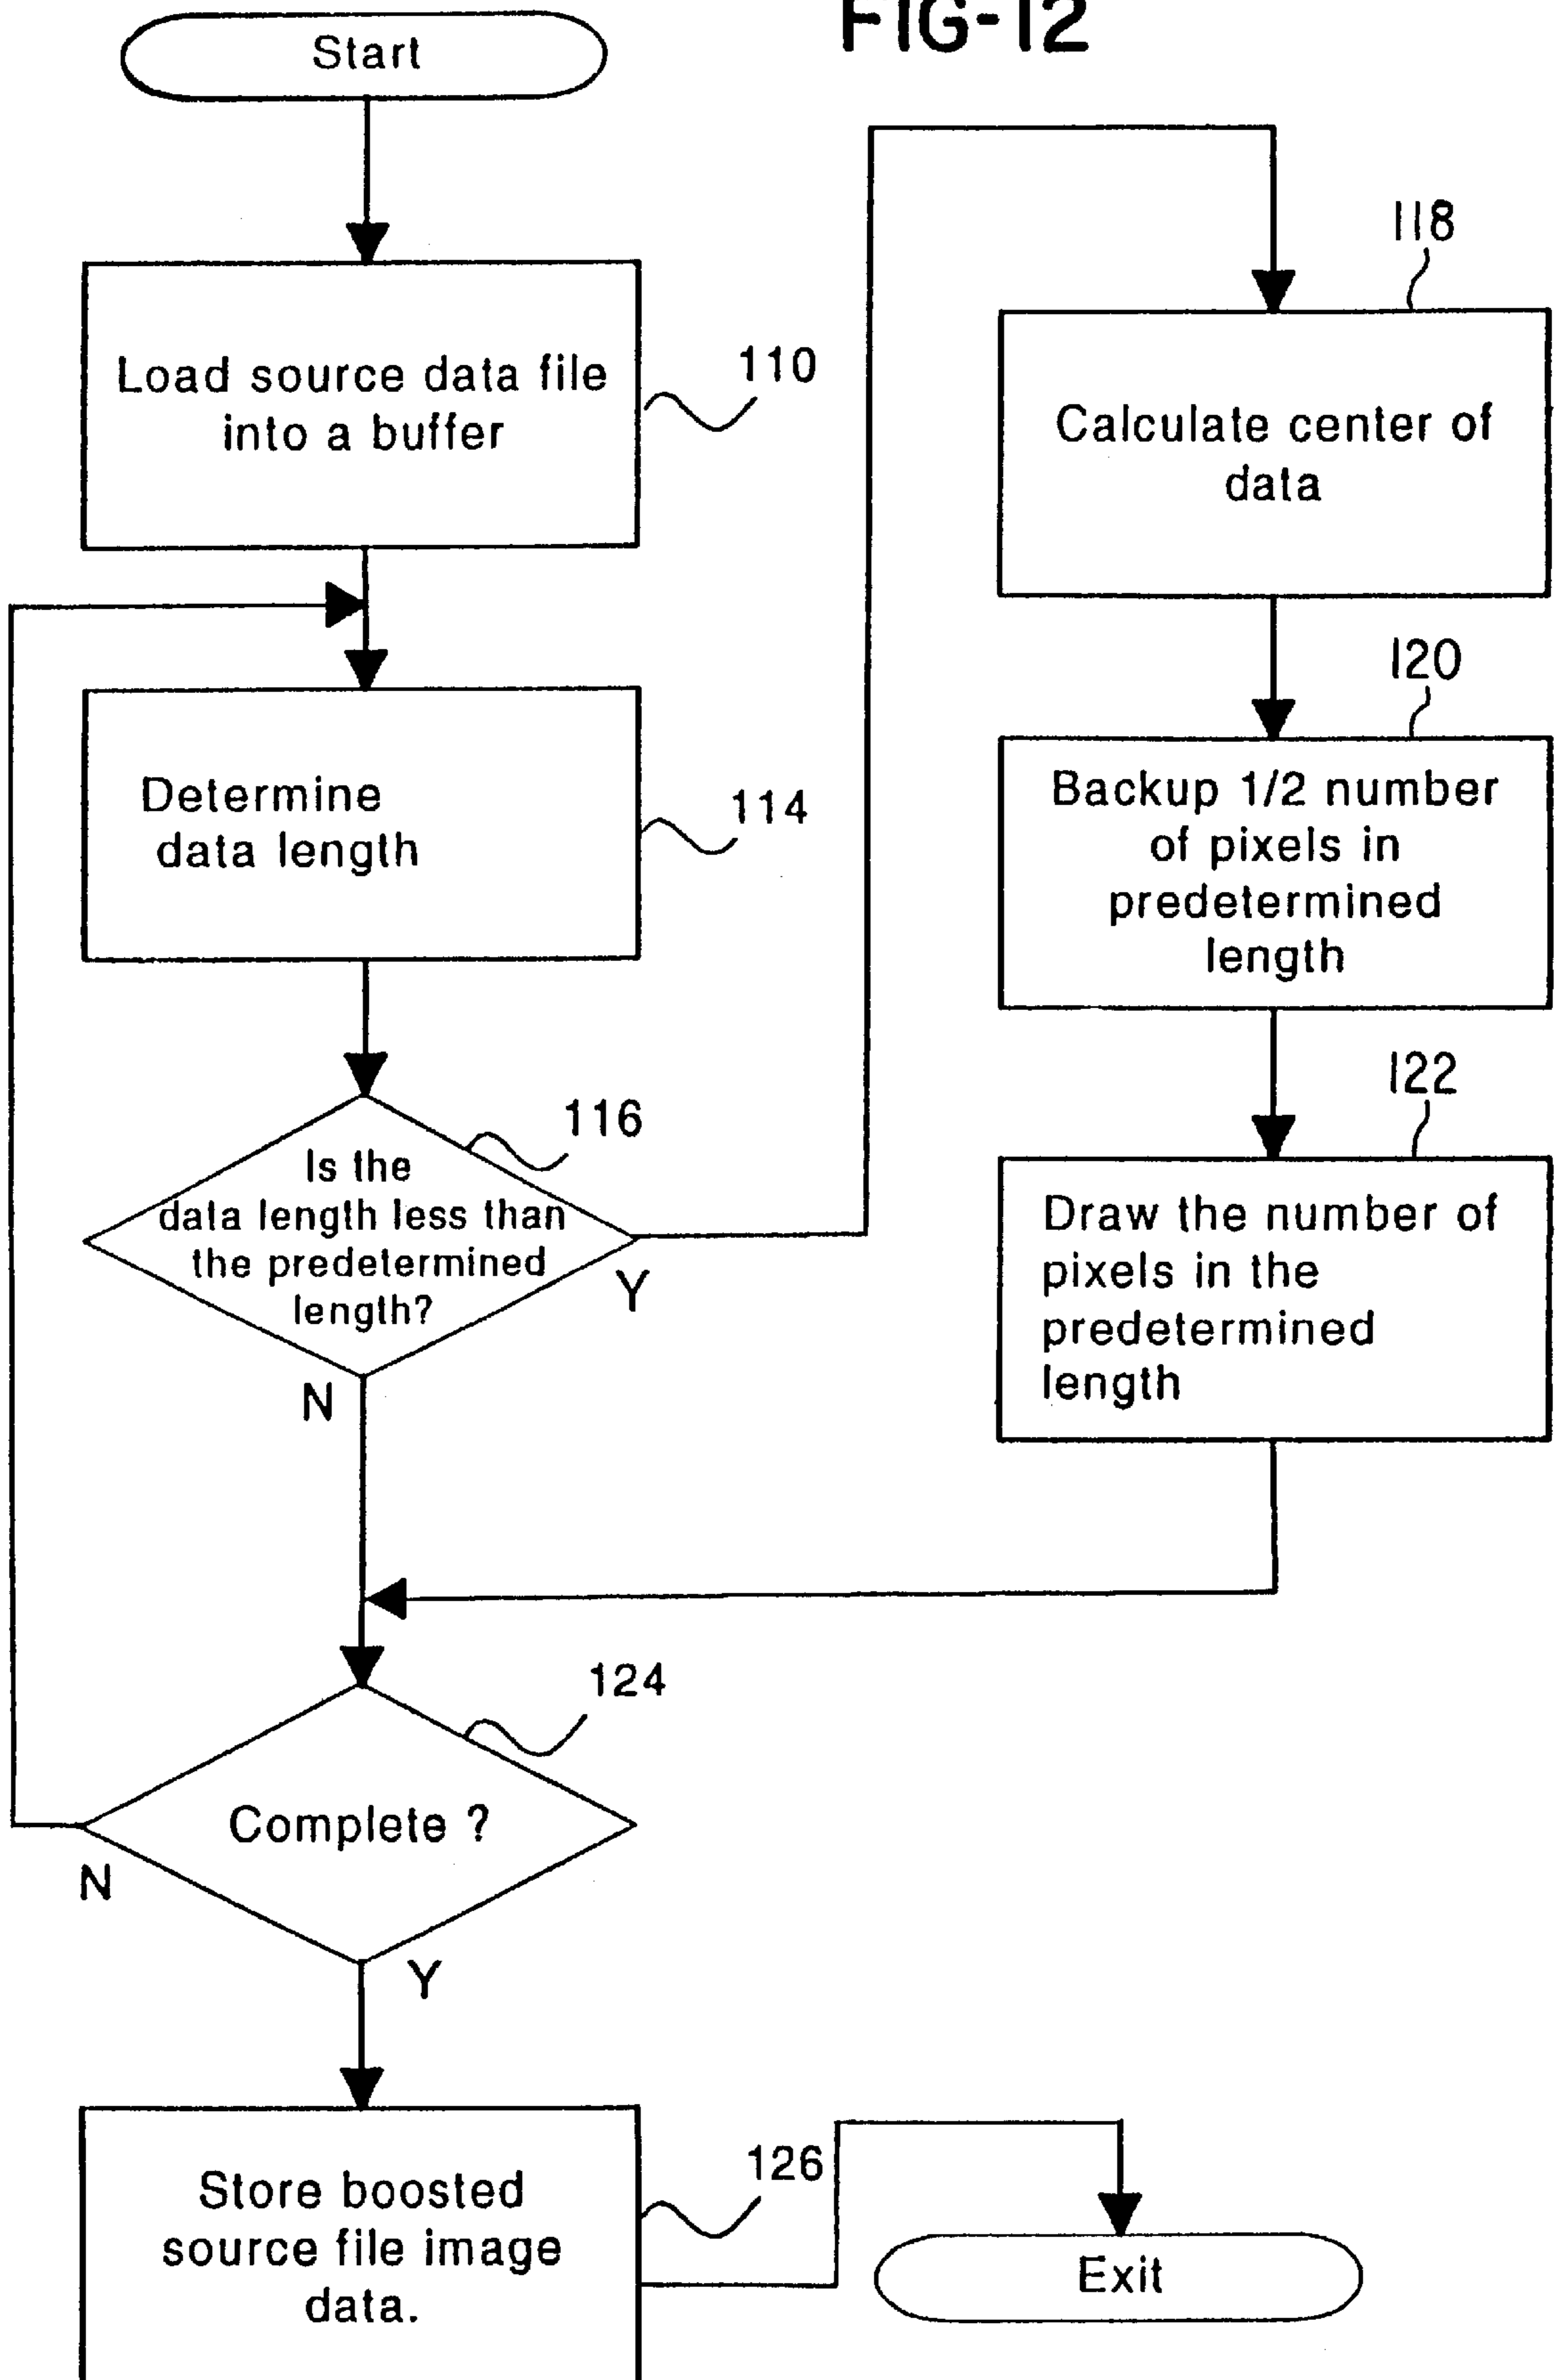 FIG-12
Start
Load source data file
into a buffer
110
Determine
data length
114
116
Is the
data length less than
the predetermined
length?
Y
N
118
Calculate center of
data
120
Backup 1/2 number
of pixels in
predetermined
length
122
Draw the number of
pixels in the
predetermined
length
124
Complete ?
N
Y
Store boosted
source file image
data.
126
Exit